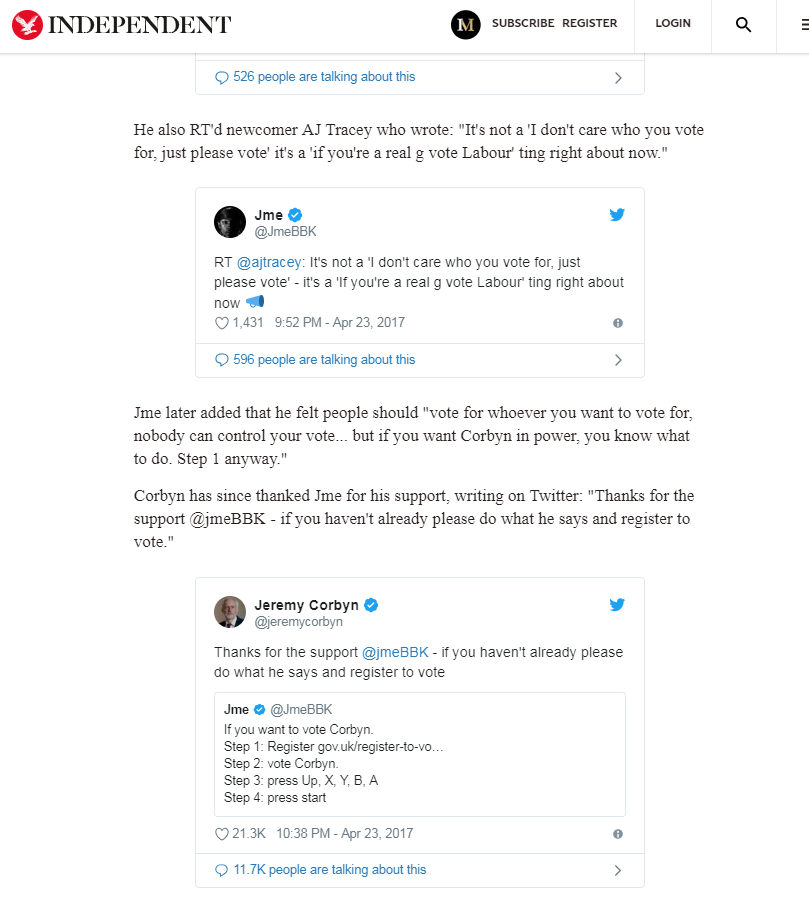 INDEPENDENT
M SUBSCRIBE REGISTER LOGIN
526 people are talking about this
He also RT'd newcomer AJ Tracey who wrote: "It's not a 'I don't care who you vote
for, just please vote' it's a 'if you're a real g vote Labour' ting right about now."
Jme
@JmeBBK
RT @ajtracey: It's not a 'I don't care who you vote for, just
please vote' - it's a 'If you're a real g vote Labour' ting right about
now
1,431 9:52 PM - Apr 23, 2017
596 people are talking about this
Jme later added that he felt people should "vote for whoever you want to vote for,
nobody can control your vote... but if you want Corbyn in power, you know what
to do. Step 1 anyway."
Corbyn has since thanked Jme for his support, writing on Twitter: "Thanks for the
support @jmeBBK - if you haven't already please do what he says and register to
vote."
Jeremy Corbyn
@jeremycorbyn
Thanks for the support @jmeBBK - if you haven't already please
do what he says and register to vote
Jme @JmeBBK
If you want to vote Corbyn.
Step 1: Register gov.uk/register-to-vo…
Step 2: vote Corbyn.
Step 3: press Up, X, Y, B, A
Step 4: press start
21.3K 10:38 PM - Apr 23, 2017
11.7K people are talking about this